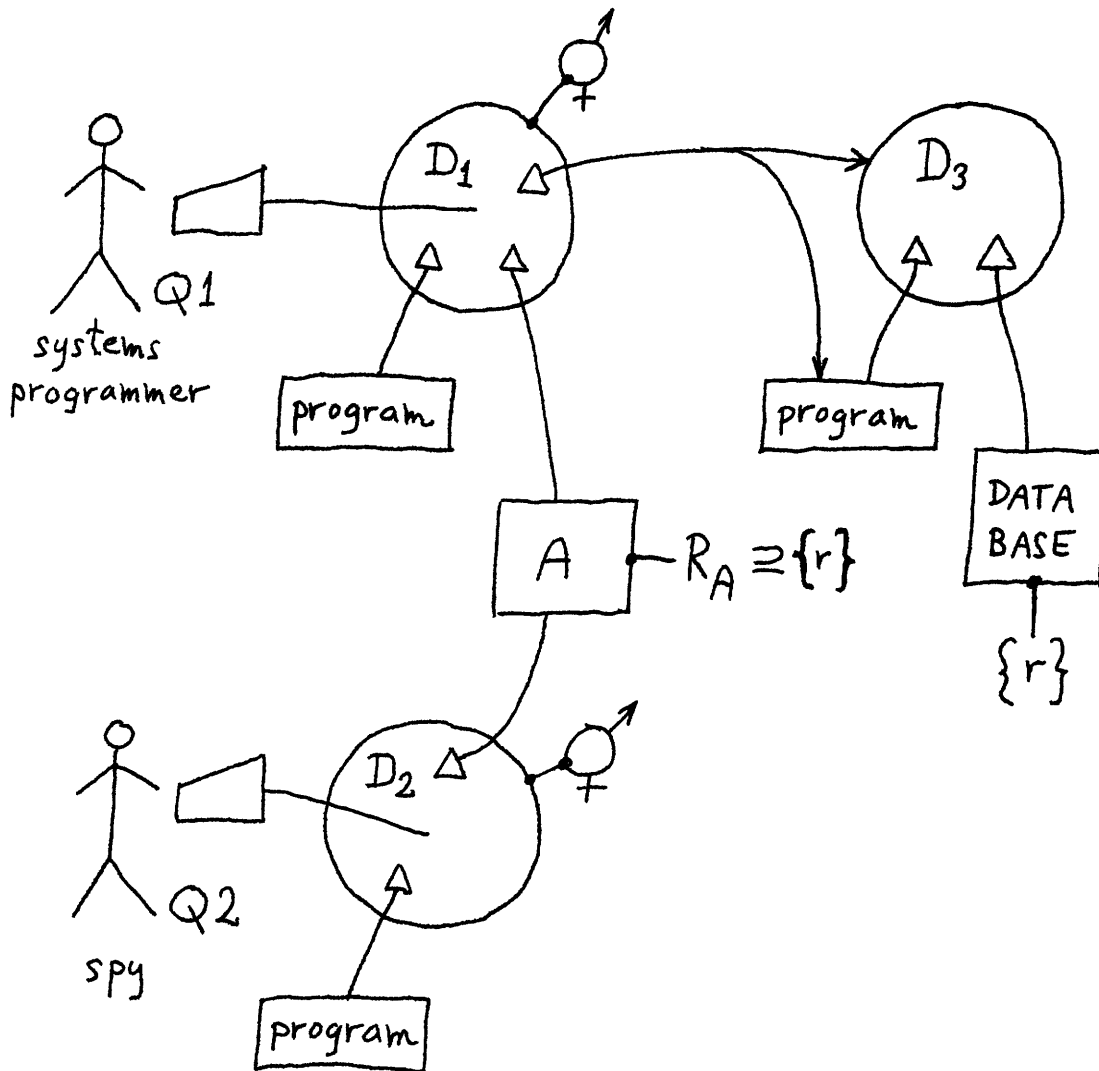 D₁
D₃
Q1
systems
programmer
program
program
DATA
BASE
A
R_A ⊇ {r}
{r}
D₂
Q2
spy
program